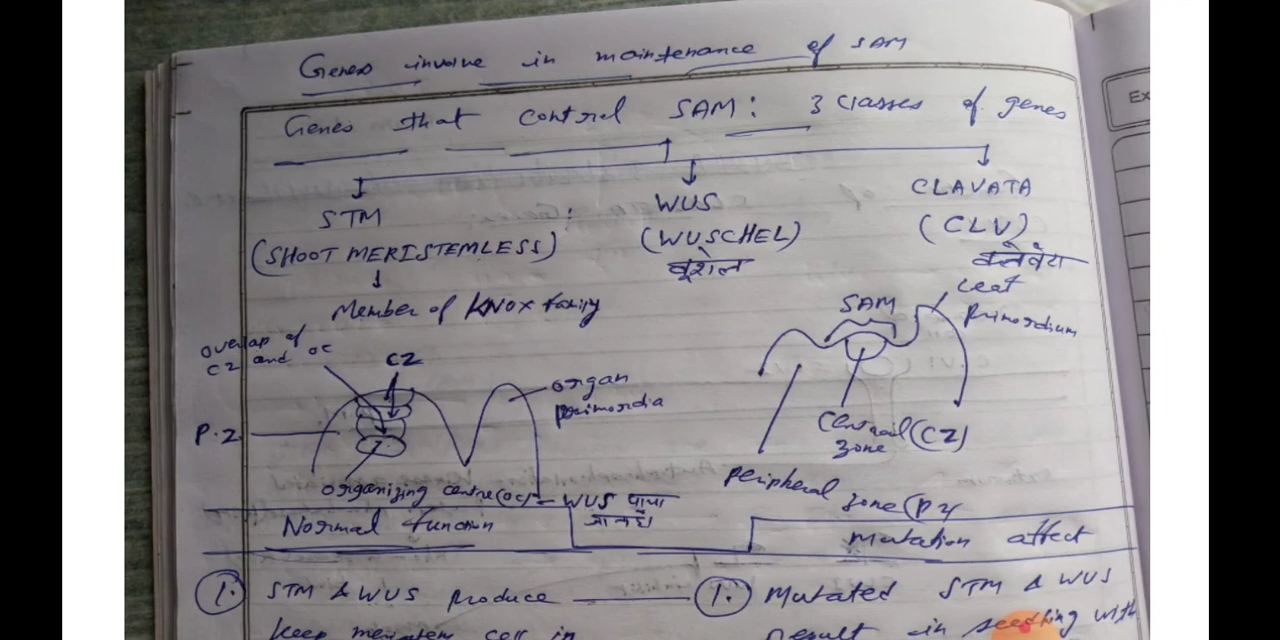 Genes involve in maintenance of SAM
Genes that control SAM: 3 classes of genes
STM
(SHOOT MERISTEMLESS)
Member of KNOX family
:
WUS
(WUSCHEL)
वूशेल
CLAVATA
(CLV)
क्लेवेटा
Overlap of
CZ and OC
CZ
P.Z
organ
primordia
organizing centre (OC) – WUS पाया
जाता है
SAM
Leaf
primordium
Central (CZ)
zone
Peripheral zone (PZ)
Normal function
Mutation affect
1. STM & WUS produce
keep meristem cell in
1. Mutated STM & WUS
result in seedling with
Ex